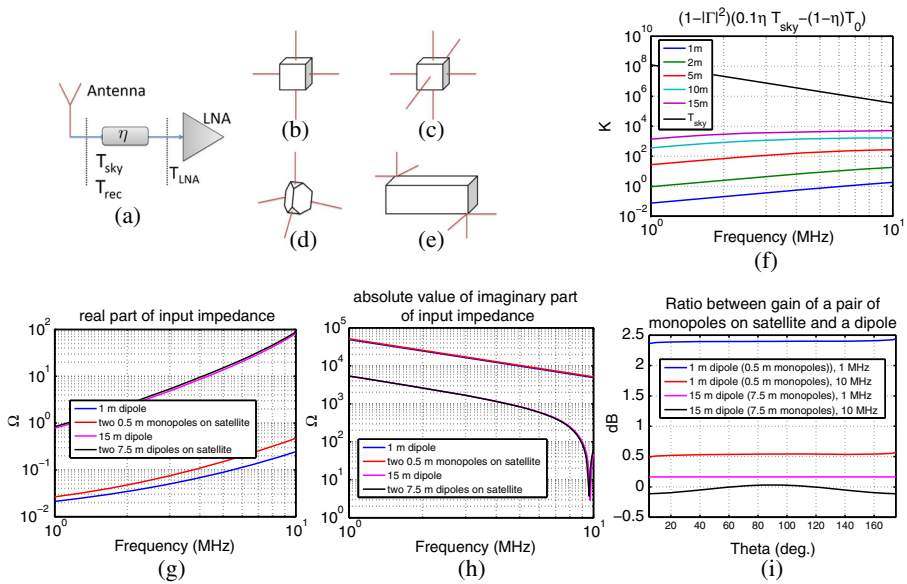 Antenna
LNA
η
T_sky
T_rec
T_LNA
(a)
(b)
(c)
(d)
(e)
(1-|Γ|²)(0.1η T_sky-(1-η)T_0)
10^10
10^8
10^6
10^4
10^2
10^0
10^-2
K
1m
2m
5m
10m
15m
T_sky
10^0
10^1
Frequency (MHz)
(f)
real part of input impedance
10^2
10^1
10^0
10^-1
10^-2
Ω
1 m dipole
two 0.5 m monopoles on satellite
15 m dipole
two 7.5 m dipoles on satellite
10^0
10^1
Frequency (MHz)
(g)
absolute value of imaginary part
of input impedance
10^5
10^4
10^3
10^2
10^1
10^0
Ω
1 m dipole
two 0.5 m monopoles on satellite
15 m dipole
two 7.5 m dipoles on satellite
10^0
10^1
Frequency (MHz)
(h)
Ratio between gain of a pair of
monopoles on satellite and a dipole
2.5
2
1.5
1
0.5
0
-0.5
dB
1 m dipole (0.5 m monopoles)), 1 MHz
1 m dipole (0.5 m monopoles), 10 MHz
15 m dipole (7.5 m monopoles), 1 MHz
15 m dipole (7.5 m monopoles), 10 MHz
20 40 60 80 100 120 140 160
Theta (deg.)
(i)